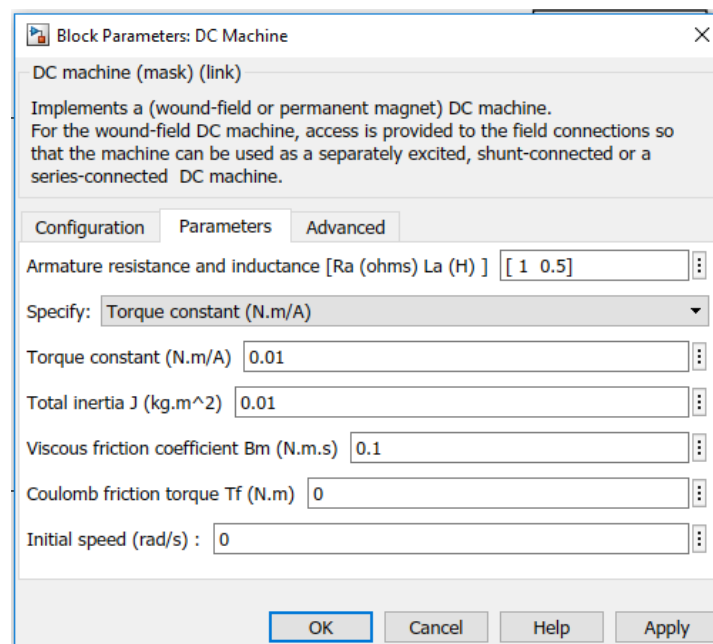 Block Parameters: DC Machine
DC machine (mask) (link)
Implements a (wound-field or permanent magnet) DC machine.
For the wound-field DC machine, access is provided to the field connections so
that the machine can be used as a separately excited, shunt-connected or a
series-connected  DC machine.
Configuration Parameters Advanced
Armature resistance and inductance [Ra (ohms) La (H) ] [ 1  0.5]
Specify: Torque constant (N.m/A)
Torque constant (N.m/A) 0.01
Total inertia J (kg.m^2) 0.01
Viscous friction coefficient Bm (N.m.s) 0.1
Coulomb friction torque Tf (N.m) 0
Initial speed (rad/s) : 0
OK Cancel Help Apply